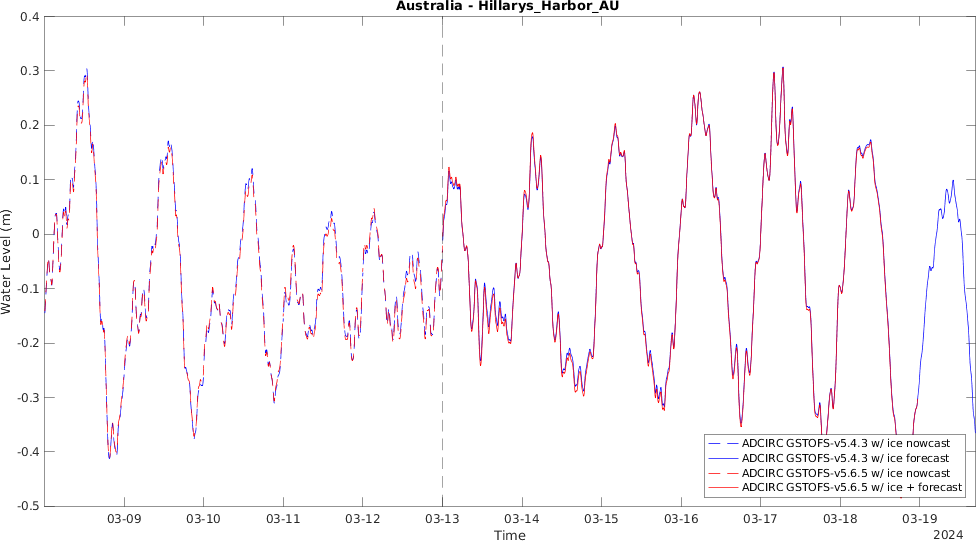 Australia - Hillarys_Harbor_AU
0.4
0.3
0.2
0.1
0
-0.1
-0.2
-0.3
-0.4
-0.5
Water Level (m)
03-09 03-10 03-11 03-12 03-13 03-14 03-15 03-16 03-17 03-18 03-19
Time
2024
ADCIRC GSTOFS-v5.4.3 w/ ice nowcast
ADCIRC GSTOFS-v5.4.3 w/ ice forecast
ADCIRC GSTOFS-v5.6.5 w/ ice nowcast
ADCIRC GSTOFS-v5.6.5 w/ ice + forecast